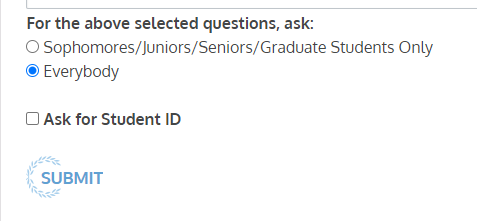 For the above selected questions, ask:
Sophomores/Juniors/Seniors/Graduate Students Only
Everybody
Ask for Student ID
SUBMIT